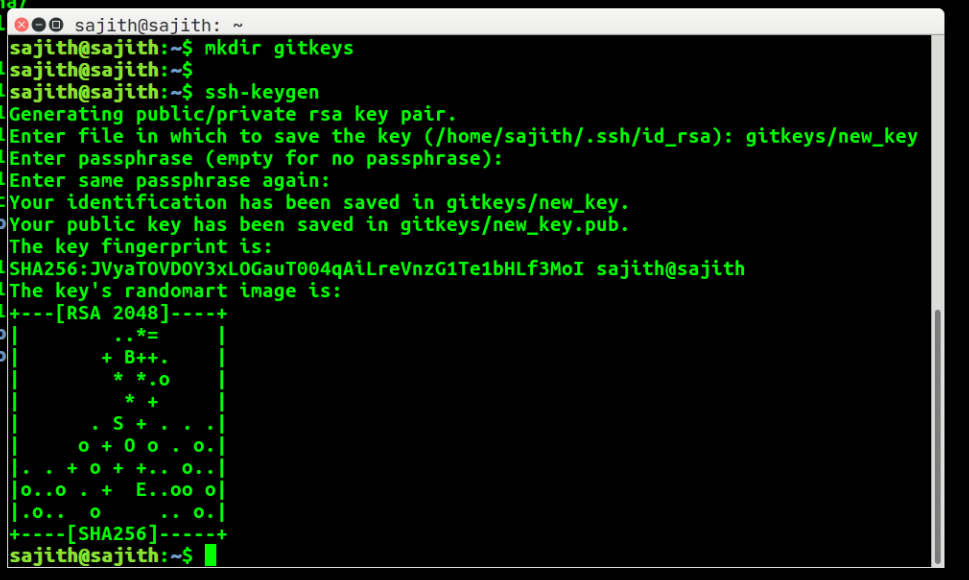 sajith@sajith: ~
sajith@sajith:~$ mkdir gitkeys
sajith@sajith:~$
sajith@sajith:~$ ssh-keygen
Generating public/private rsa key pair.
Enter file in which to save the key (/home/sajith/.ssh/id_rsa): gitkeys/new_key
Enter passphrase (empty for no passphrase):
Enter same passphrase again:
Your identification has been saved in gitkeys/new_key.
Your public key has been saved in gitkeys/new_key.pub.
The key fingerprint is:
SHA256:JVyaTOVDOY3xLOGauT004qAiLreVnzG1Te1bHLf3MoI sajith@sajith
The key's randomart image is:
+---[RSA 2048]----+
|        ..*=     |
|       + B++.    |
|        * *.o    |
|         * +     |
|      . S + . . .|
|     o + O o . o.|
|. . + o + +.. o..|
|o..o . +  E..oo o|
|.o..  o     .. o.|
+----[SHA256]-----+
sajith@sajith:~$